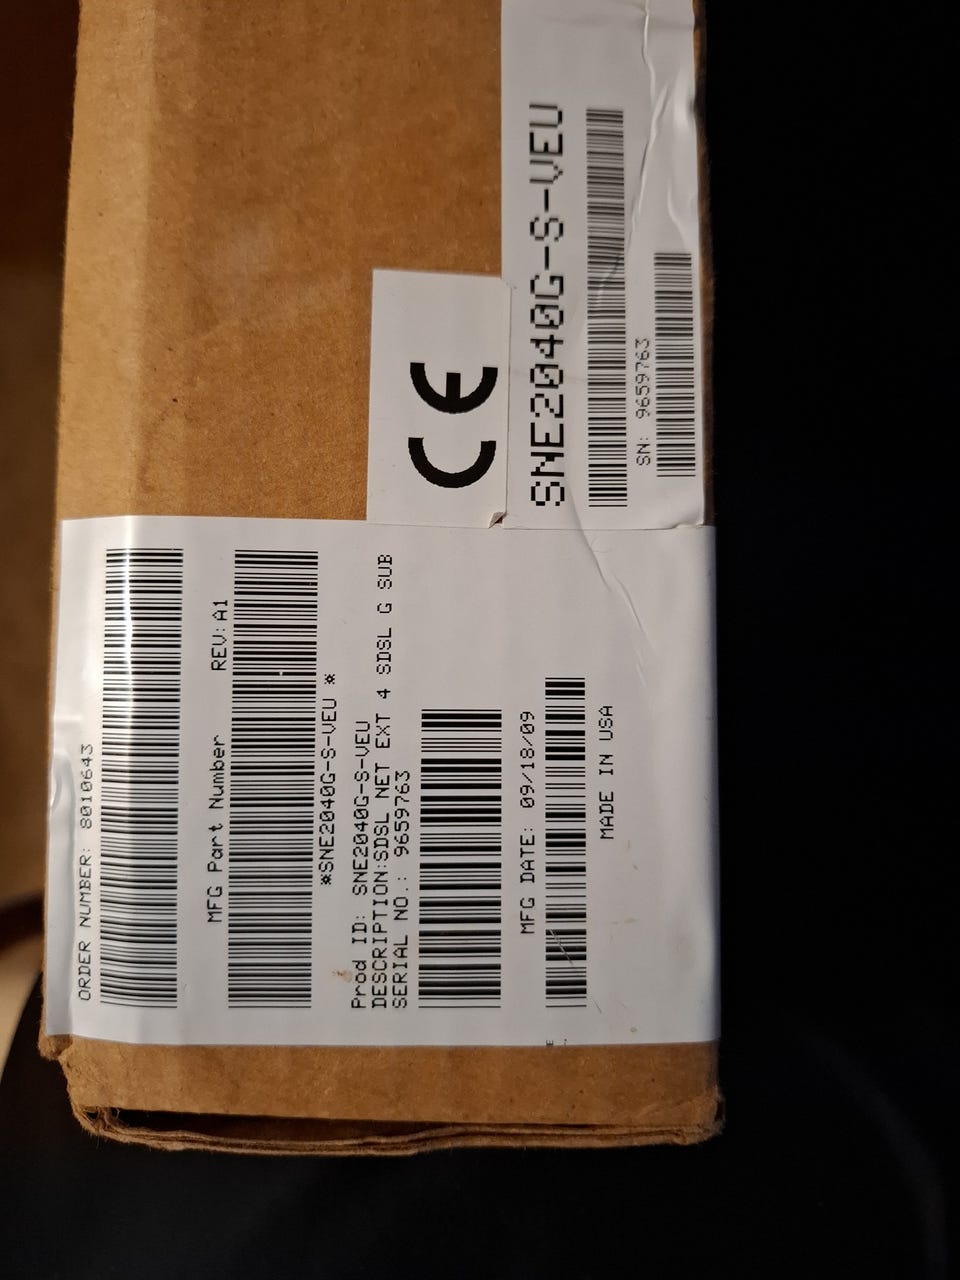 ORDER NUMBER: 8010643
MFG Part Number REV: A1
*SNE2040G-S-VEU *
Prod ID: SNE2040G-S-VEU
DESCRIPTION:SDSL NET EXT 4 SDSL G SUB
SERIAL NO.: 9659763
MFG DATE: 09/18/09
MADE IN USA
CE
SNE2040G-S-VEU
SN: 9659763